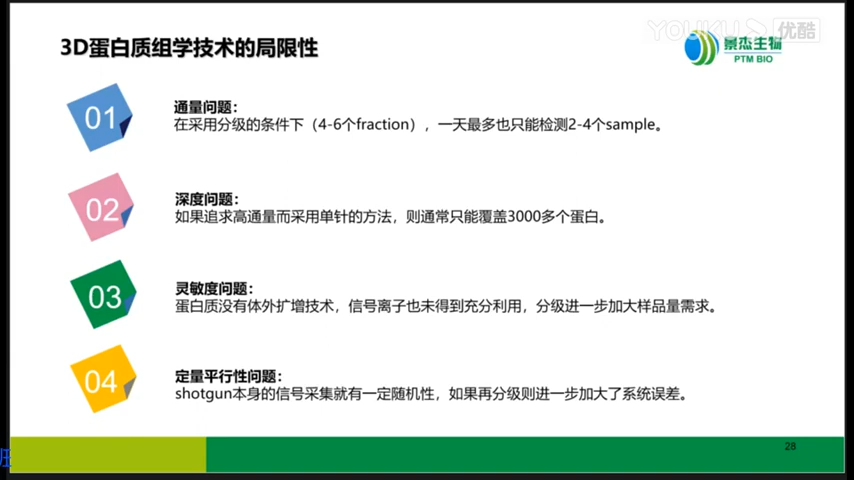 YOUKU 优酷
3D蛋白质组学技术的局限性
景杰生物
PTM BIO
01
通量问题：
在采用分级的条件下（4-6个fraction），一天最多也只能检测2-4个sample。
02
深度问题：
如果追求高通量而采用单针的方法，则通常只能覆盖3000多个蛋白。
03
灵敏度问题：
蛋白质没有体外扩增技术，信号离子也未得到充分利用，分级进一步加大样品量需求。
04
定量平行性问题：
shotgun本身的信号采集就有一定随机性，如果再分级则进一步加大了系统误差。
28